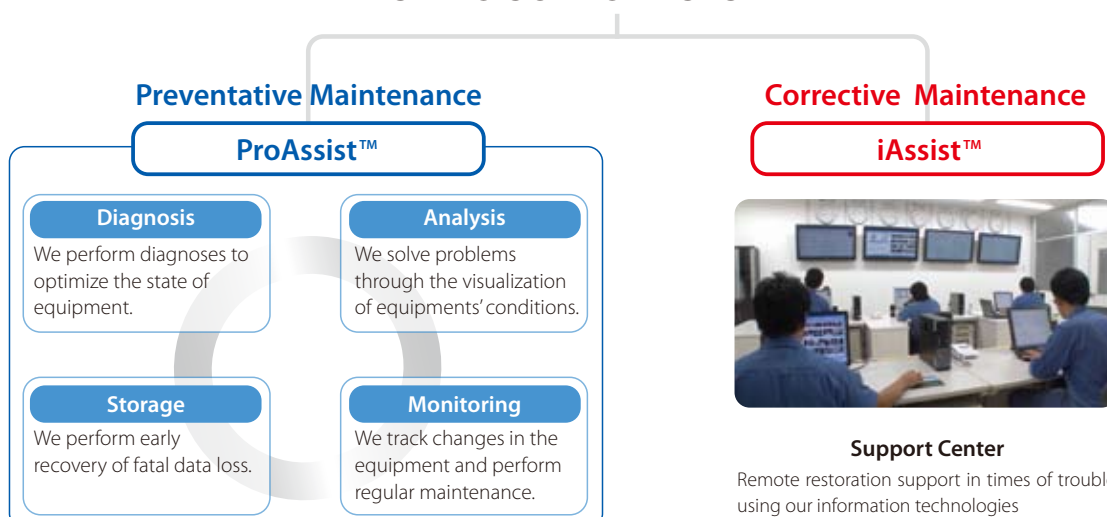 Preventative Maintenance
ProAssist™
Diagnosis
We perform diagnoses to
optimize the state of
equipment.
Analysis
We solve problems
through the visualization
of equipments’ conditions.
Storage
We perform early
recovery of fatal data loss.
Monitoring
We track changes in the
equipment and perform
regular maintenance.
Corrective Maintenance
iAssist™
Support Center
Remote restoration support in times of trouble
using our information technologies